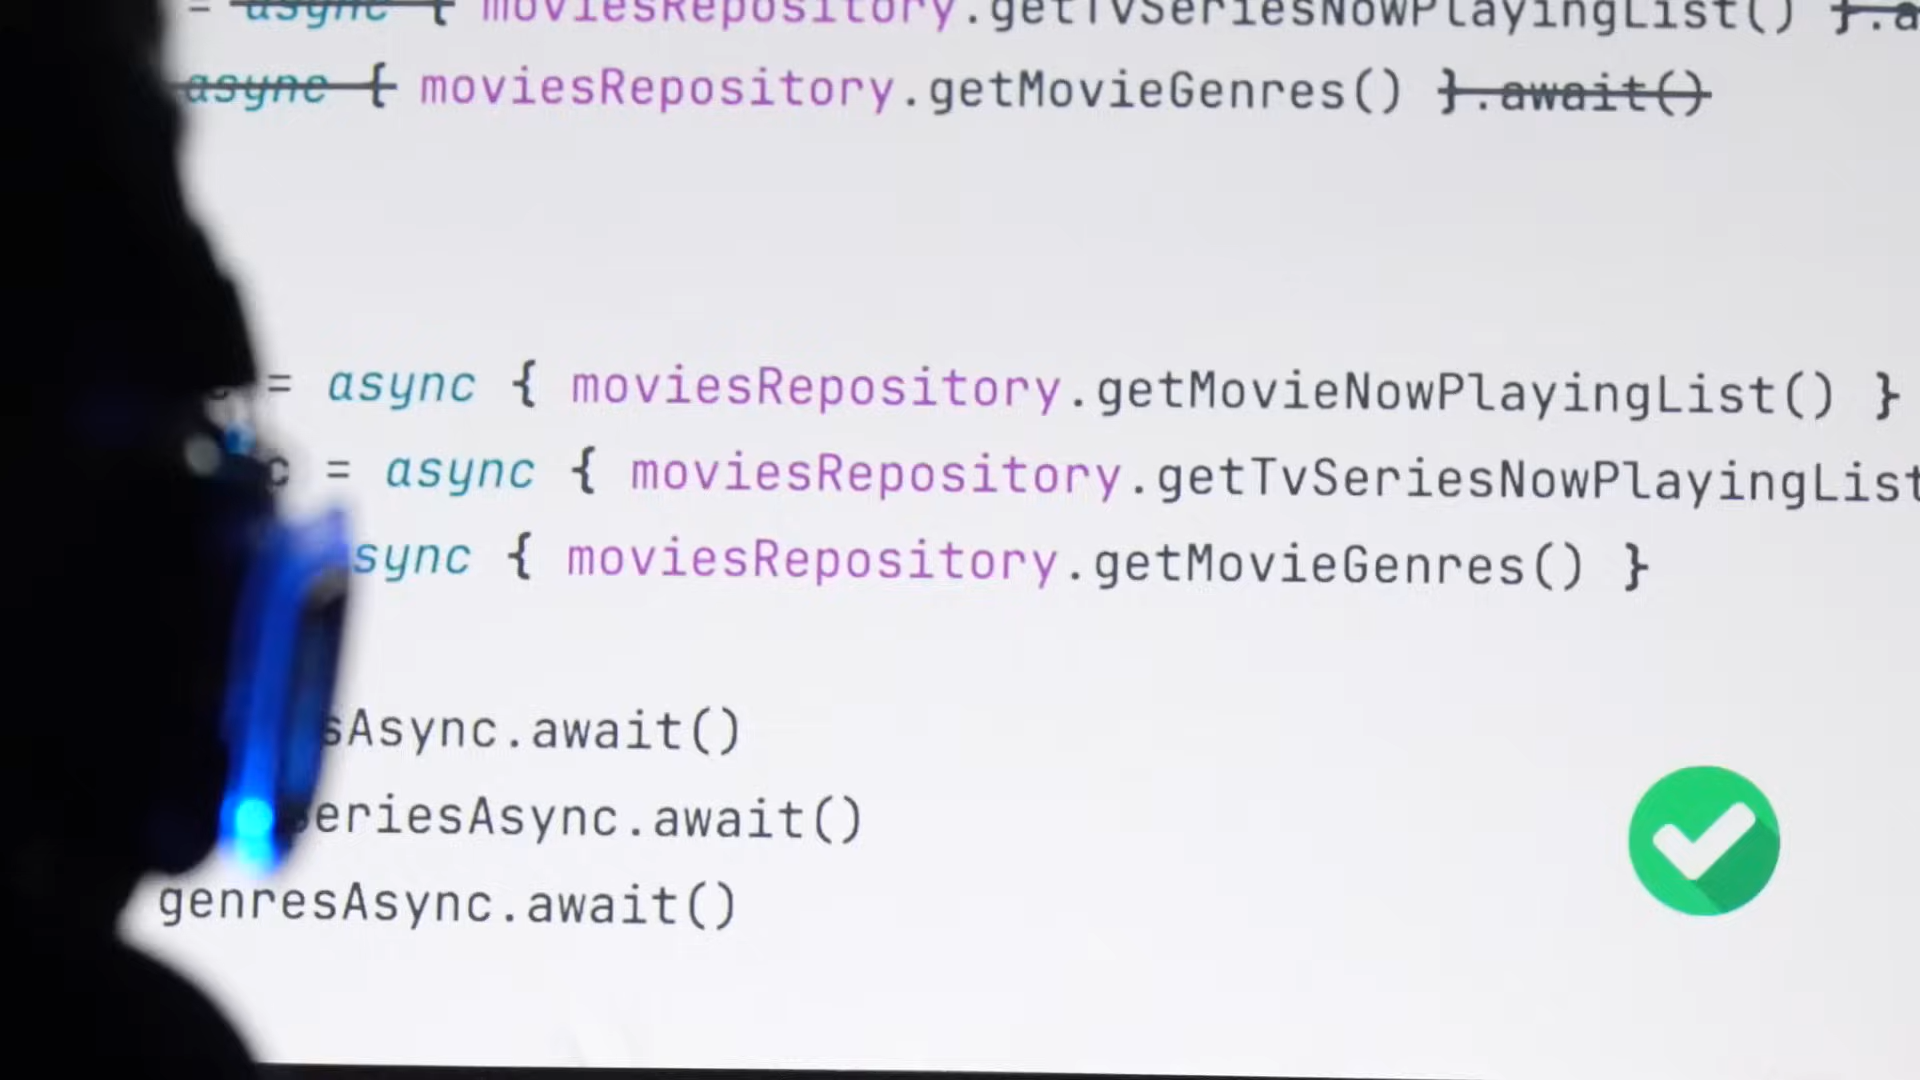 = async { moviesRepository.getTvSeriesNowPlayingList() }.a
async { moviesRepository.getMovieGenres() }.await()
= async { moviesRepository.getMovieNowPlayingList() }
c = async { moviesRepository.getTvSeriesNowPlayingList
sync { moviesRepository.getMovieGenres() }
sAsync.await()
eriesAsync.await()
genresAsync.await()